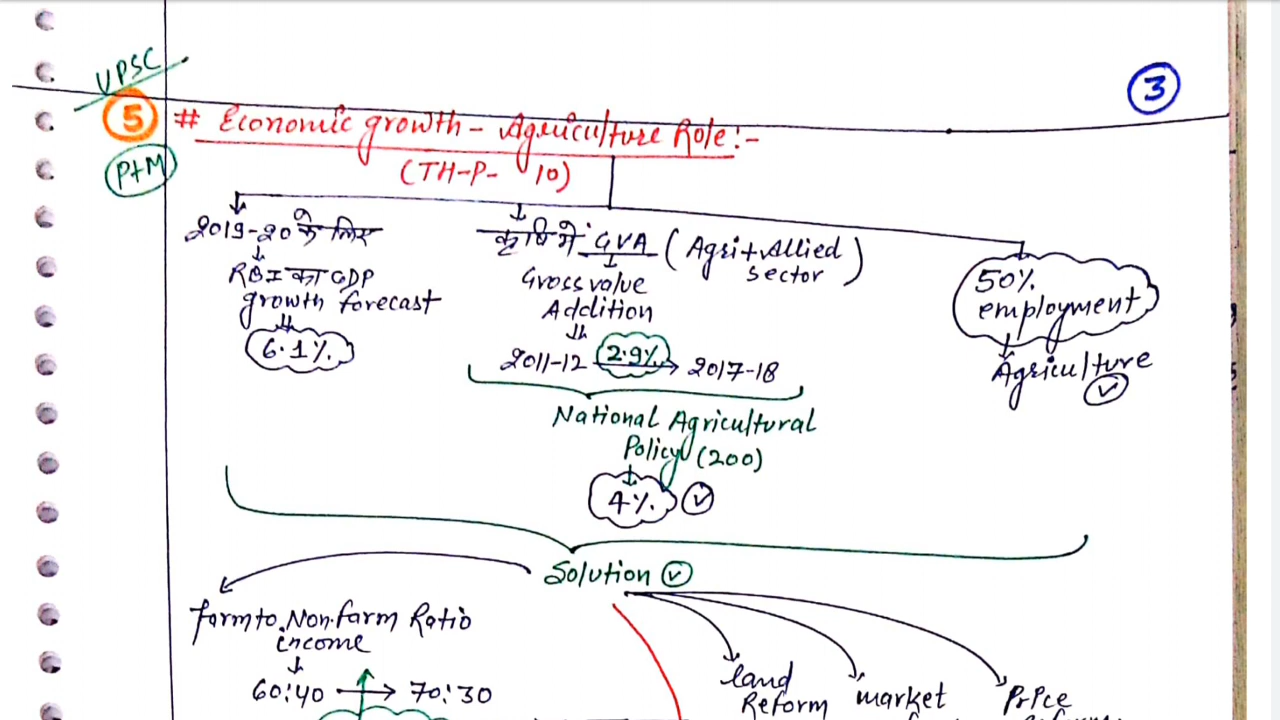 UPSC
3
5 # Economic growth - Agriculture Role:-
P+M
(TH-P- 10)
2019-20 के लिए
RBI का GDP
growth forecast
6.1%
कृषि में GVA (Agri+Allied
sector)
Gross value
Addition
2011-12 2.9% 2017-18
National Agricultural
Policy (200)
4%
50%
employment
Agriculture
Solution
Farm to Non-farm Ratio
income
60:40 70:30
Land
Reform
market
Price